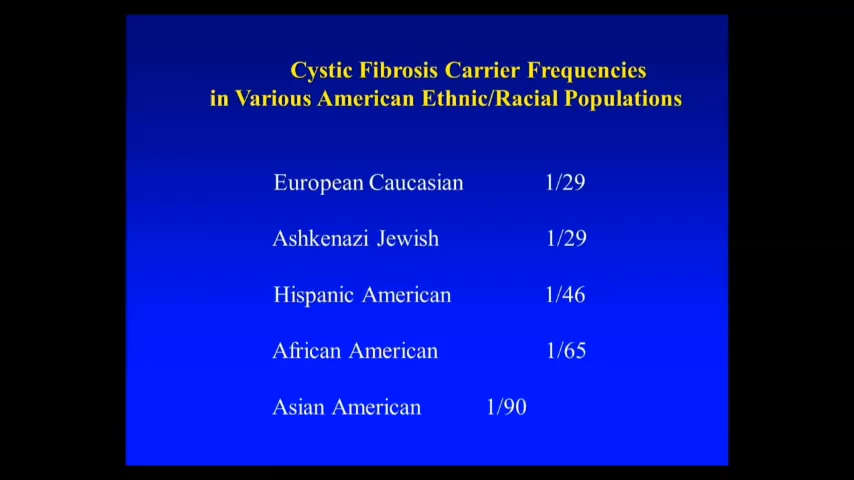 Cystic Fibrosis Carrier Frequencies
in Various American Ethnic/Racial Populations
European Caucasian 1/29
Ashkenazi Jewish 1/29
Hispanic American 1/46
African American 1/65
Asian American 1/90